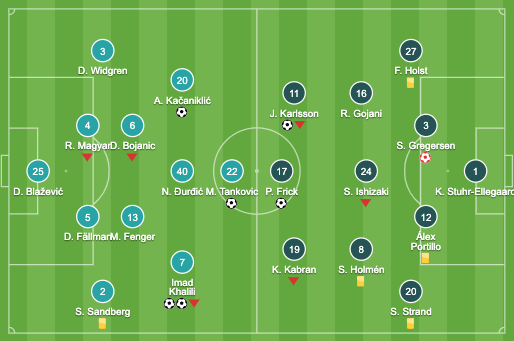 3
D. Widgren
27
F. Holst
20
A. Kačaniklić
11
J. Karlsson
16
R. Gojani
4
R. Magyar
6
D. Bojanic
3
S. Gregersen
25
D. Blažević
40
N. Đurđić
22
M. Tankovic
17
P. Frick
24
S. Ishizaki
1
K. Stuhr-Ellegaard
5
D. Fällman
13
M. Fenger
12
Álex
Portillo
7
Imad
Khalili
19
K. Kabran
8
S. Holmén
2
S. Sandberg
20
S. Strand